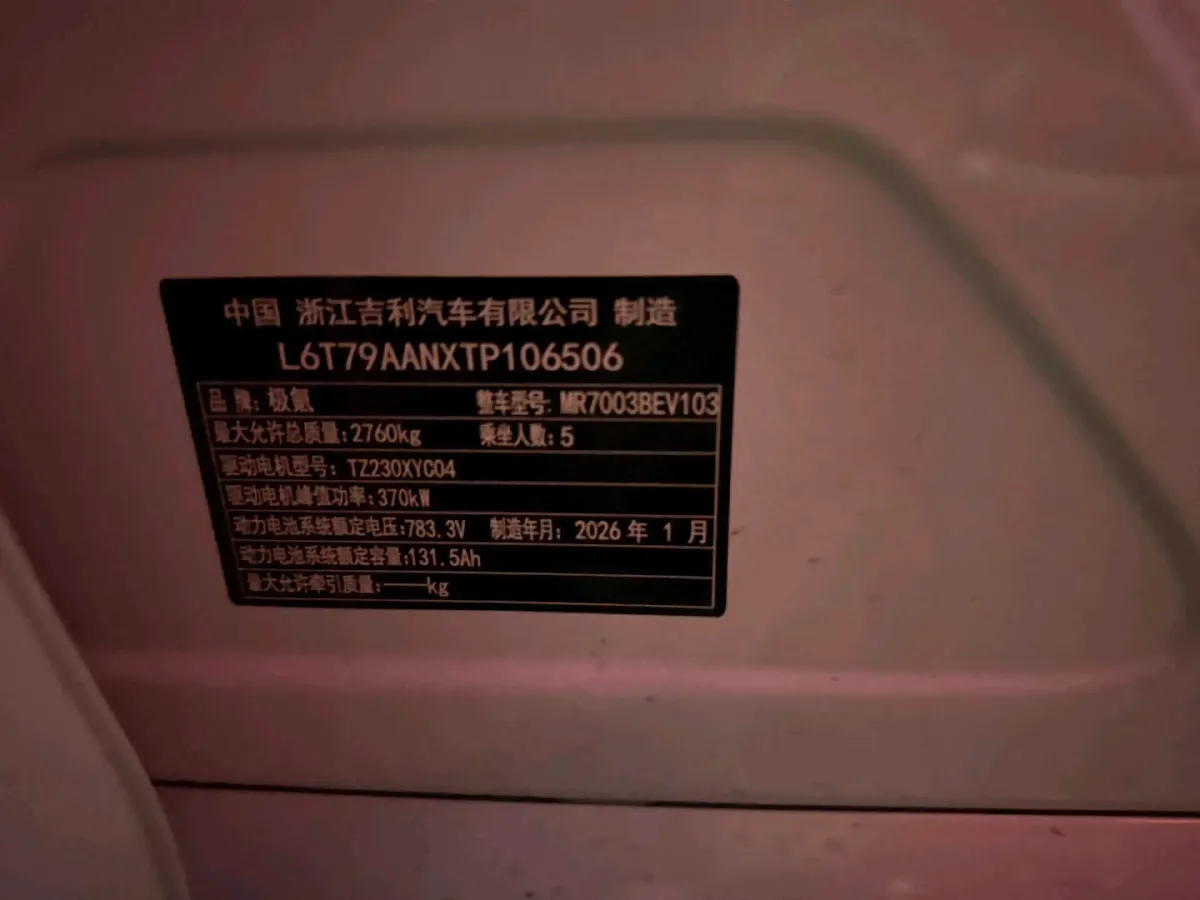 中国 浙江吉利汽车有限公司 制造
L6T79AANXTP106506
品 牌: 极氪 整车型号: MR7003BEV103
最大允许总质量: 2760kg 乘坐人数: 5
驱动电机型号: TZ230XYC04
驱动电机峰值功率: 370kW
动力电池系统额定电压: 783.3V 制造年月: 2026 年 1 月
动力电池系统额定容量: 131.5Ah
最大允许牵引质量: ——kg